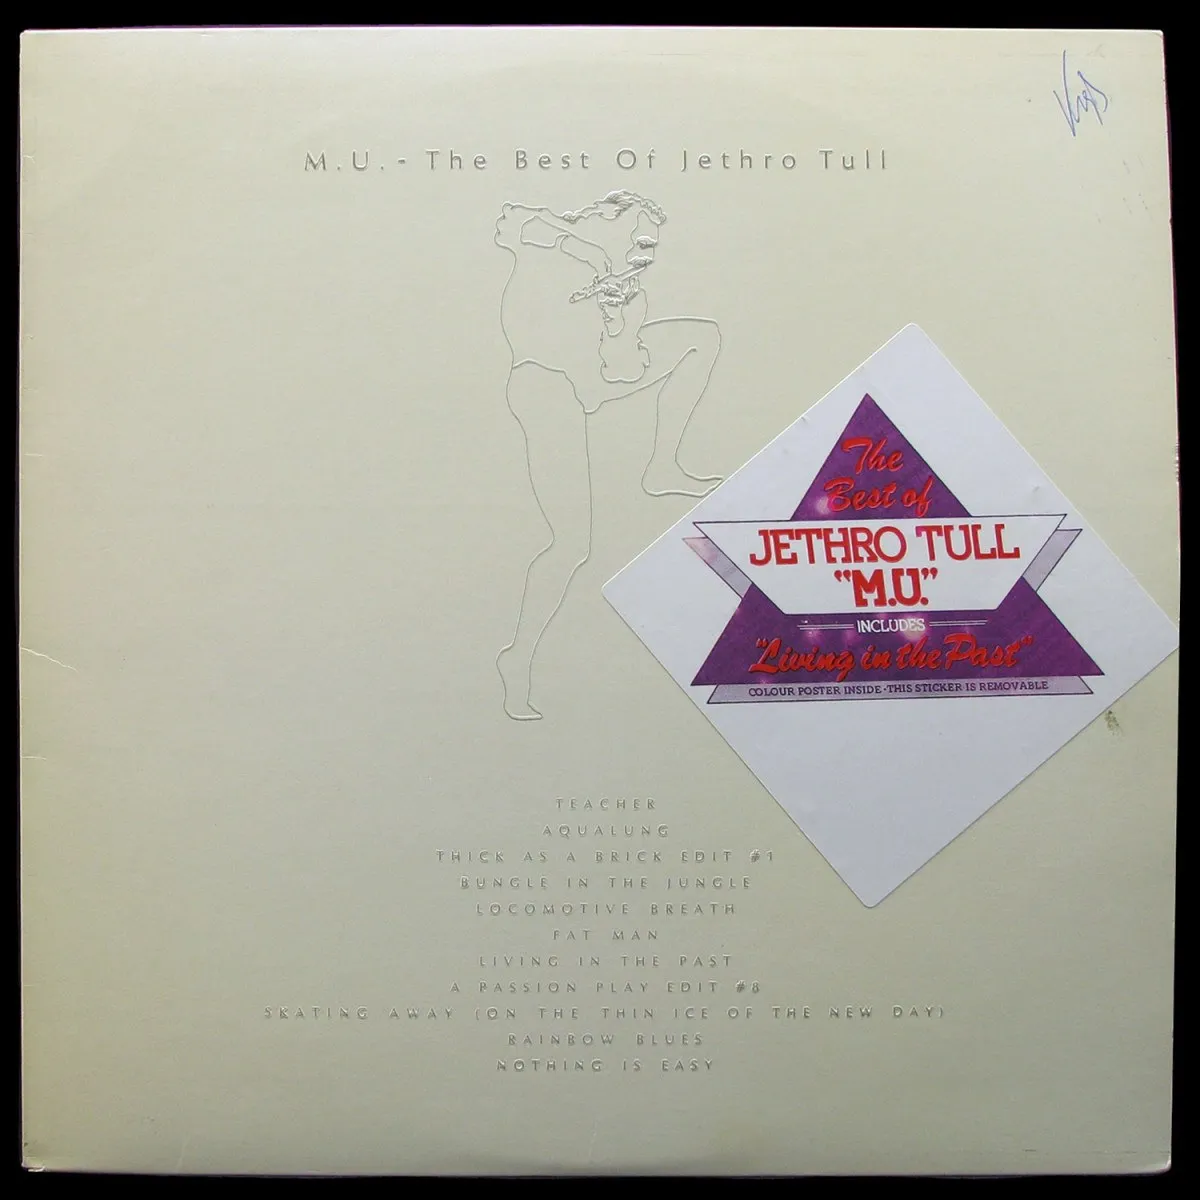 M.U. - The Best Of Jethro Tull
The
Best of
JETHRO TULL
"M.U."
INCLUDES
"Living in the Past"
COLOUR POSTER INSIDE · THIS STICKER IS REMOVABLE
TEACHER
AQUALUNG
THICK AS A BRICK EDIT #1
BUNGLE IN THE JUNGLE
LOCOMOTIVE BREATH
FAT MAN
LIVING IN THE PAST
A PASSION PLAY EDIT #8
SKATING AWAY (ON THE THIN ICE OF THE NEW DAY)
RAINBOW BLUES
NOTHING IS EASY